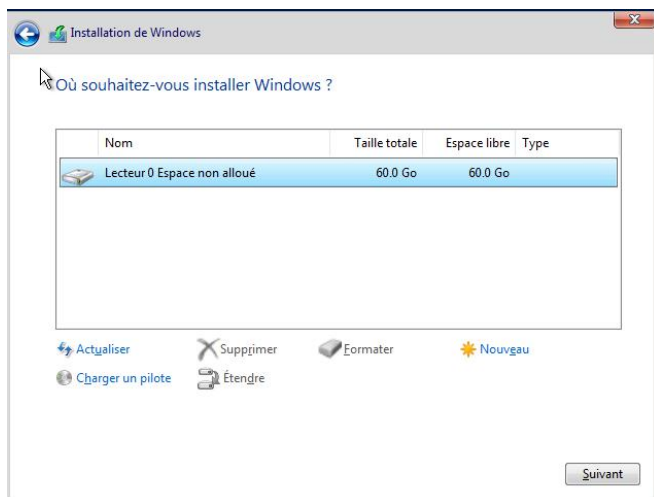 Installation de Windows
Où souhaitez-vous installer Windows ?
Nom Taille totale Espace libre Type
Lecteur 0 Espace non alloué 60.0 Go 60.0 Go
Actualiser Supprimer Formater Nouveau
Charger un pilote Étendre
Suivant